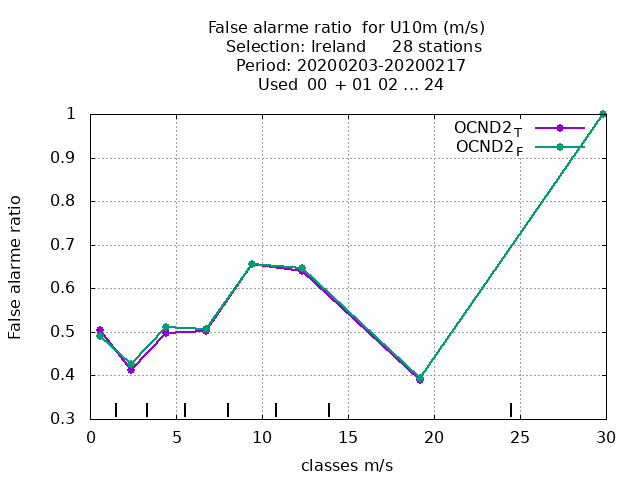 False alarme ratio  for U10m (m/s)
Selection: Ireland     28 stations
Period: 20200203-20200217
Used  00 + 01 02 ... 24
OCND2T
OCND2F
1
0.9
0.8
0.7
0.6
0.5
0.4
0.3
False alarme ratio
0 5 10 15 20 25 30
classes m/s